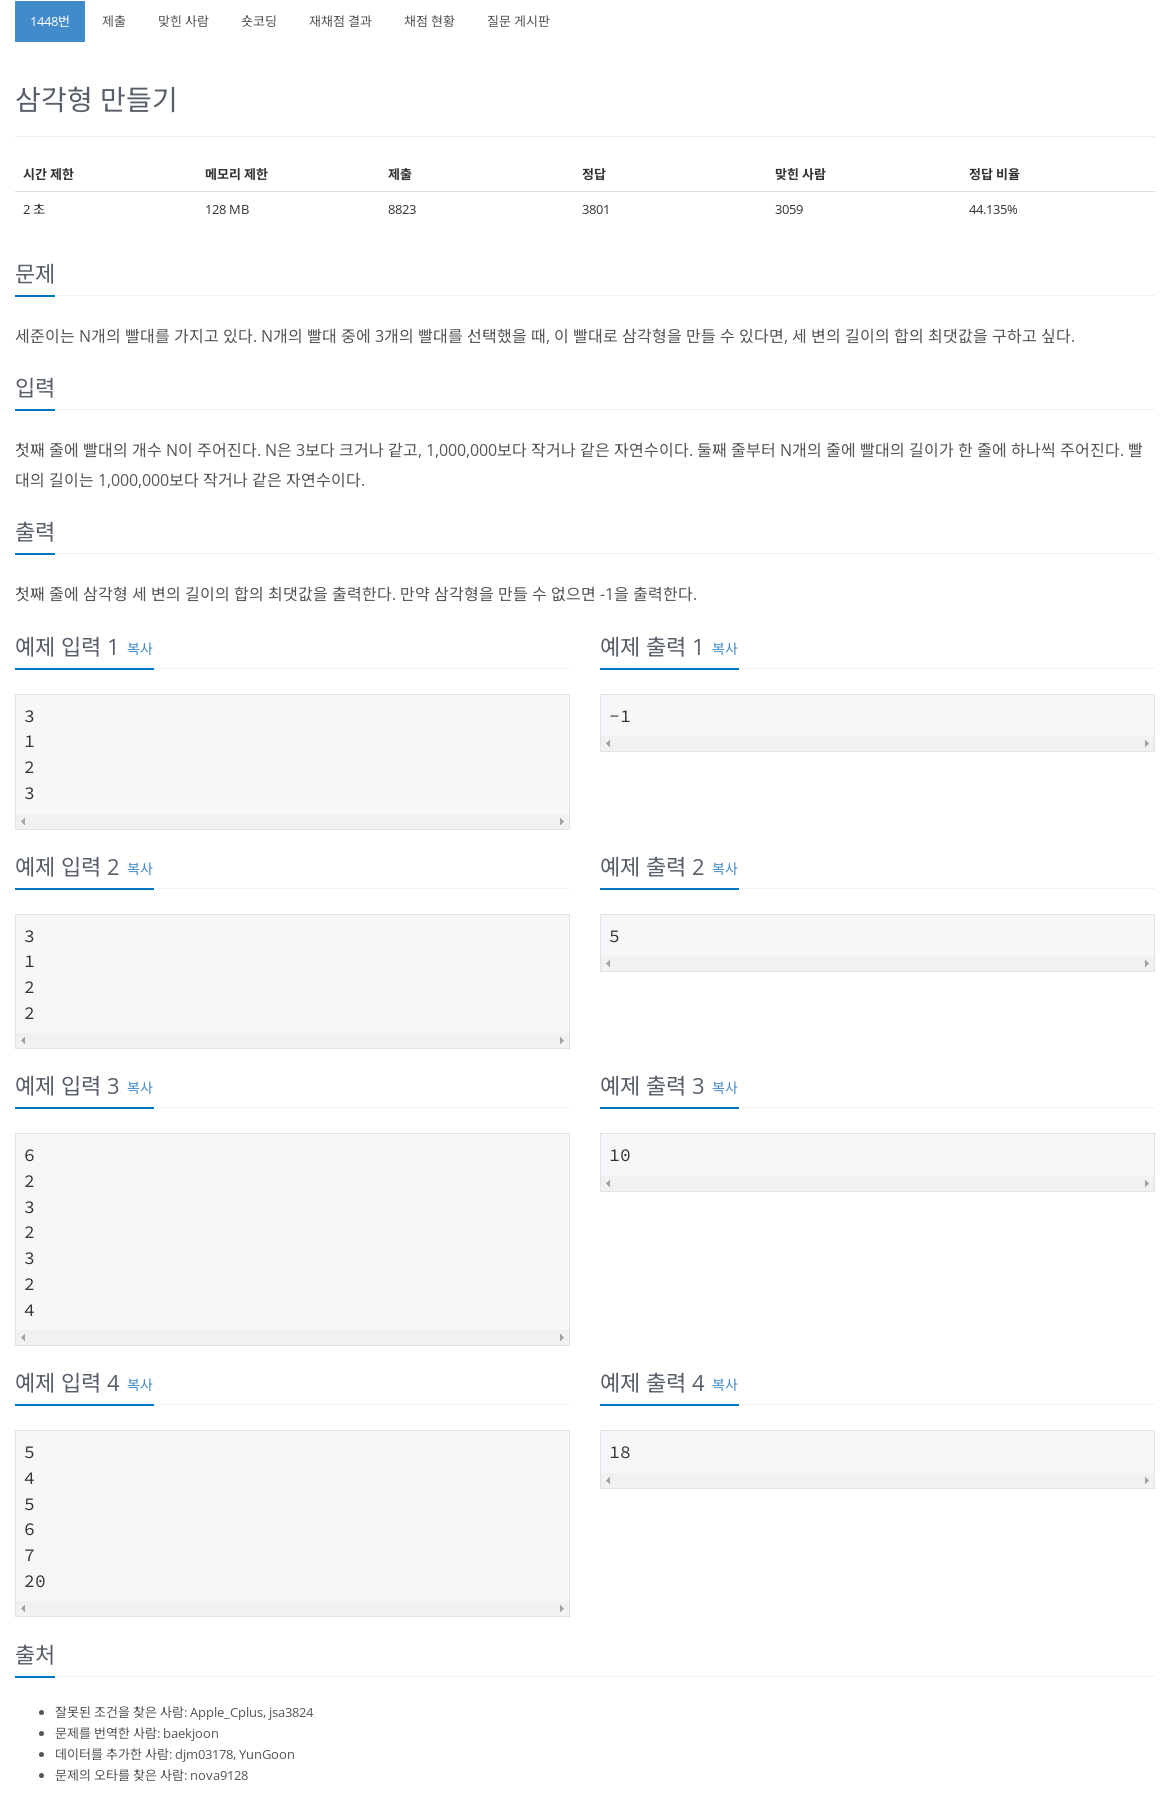 1448번 제출 맞힌 사람 숏코딩 재채점 결과 채점 현황 질문 게시판
삼각형 만들기
시간 제한 메모리 제한 제출 정답 맞힌 사람 정답 비율
2 초 128 MB 8823 3801 3059 44.135%
문제
세준이는 N개의 빨대를 가지고 있다. N개의 빨대 중에 3개의 빨대를 선택했을 때, 이 빨대로 삼각형을 만들 수 있다면, 세 변의 길이의 합의 최댓값을 구하고 싶다.
입력
첫째 줄에 빨대의 개수 N이 주어진다. N은 3보다 크거나 같고, 1,000,000보다 작거나 같은 자연수이다. 둘째 줄부터 N개의 줄에 빨대의 길이가 한 줄에 하나씩 주어진다. 빨
대의 길이는 1,000,000보다 작거나 같은 자연수이다.
출력
첫째 줄에 삼각형 세 변의 길이의 합의 최댓값을 출력한다. 만약 삼각형을 만들 수 없으면 -1을 출력한다.
예제 입력 1 복사
3
1
2
3
예제 출력 1 복사
-1
예제 입력 2 복사
3
1
2
2
예제 출력 2 복사
5
예제 입력 3 복사
6
2
3
2
3
2
4
예제 출력 3 복사
10
예제 입력 4 복사
5
4
5
6
7
20
예제 출력 4 복사
18
출처
잘못된 조건을 찾은 사람: Apple_Cplus, jsa3824
문제를 번역한 사람: baekjoon
데이터를 추가한 사람: djm03178, YunGoon
문제의 오타를 찾은 사람: nova9128